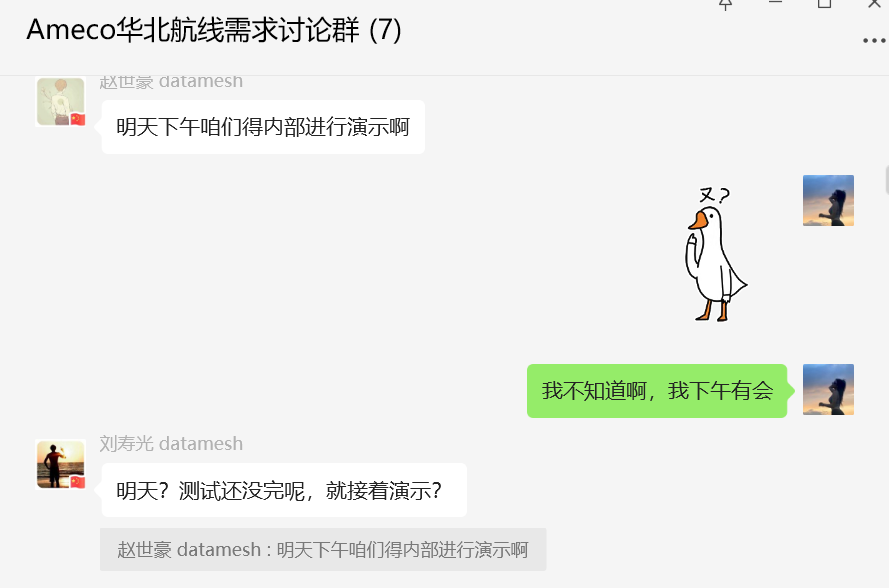 Ameco华北航线需求讨论群 (7)
赵世豪 datamesh
明天下午咱们得内部进行演示啊
又?
我不知道啊，我下午有会
刘寿光 datamesh
明天？测试还没完呢，就接着演示？
赵世豪 datamesh : 明天下午咱们得内部进行演示啊